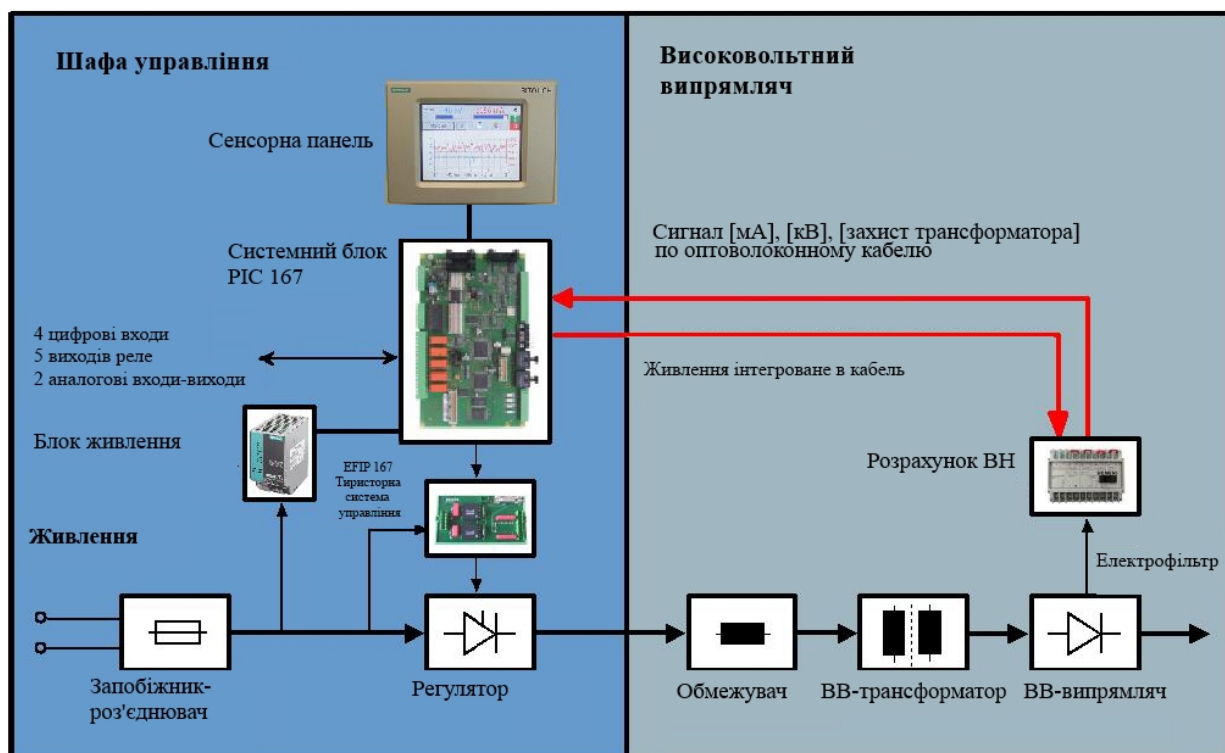 Шафа управління
Високовольтний
випрямляч
SIEMENS
Сенсорна панель
Сигнал [мА], [кВ], [захист трансформатора]
по оптоволоконному кабелю
Системний блок
PIC 167
4 цифрові входи
5 виходів реле
2 аналогові входи-виходи
Живлення інтегроване в кабель
Блок живлення
Розрахунок ВН
EFIP 167
Тиристорна
система
управління
Живлення
Електрофільтр
Запобіжник-
роз'єднювач
Регулятор
Обмежувач
ВВ-трансформатор
ВВ-випрямляч